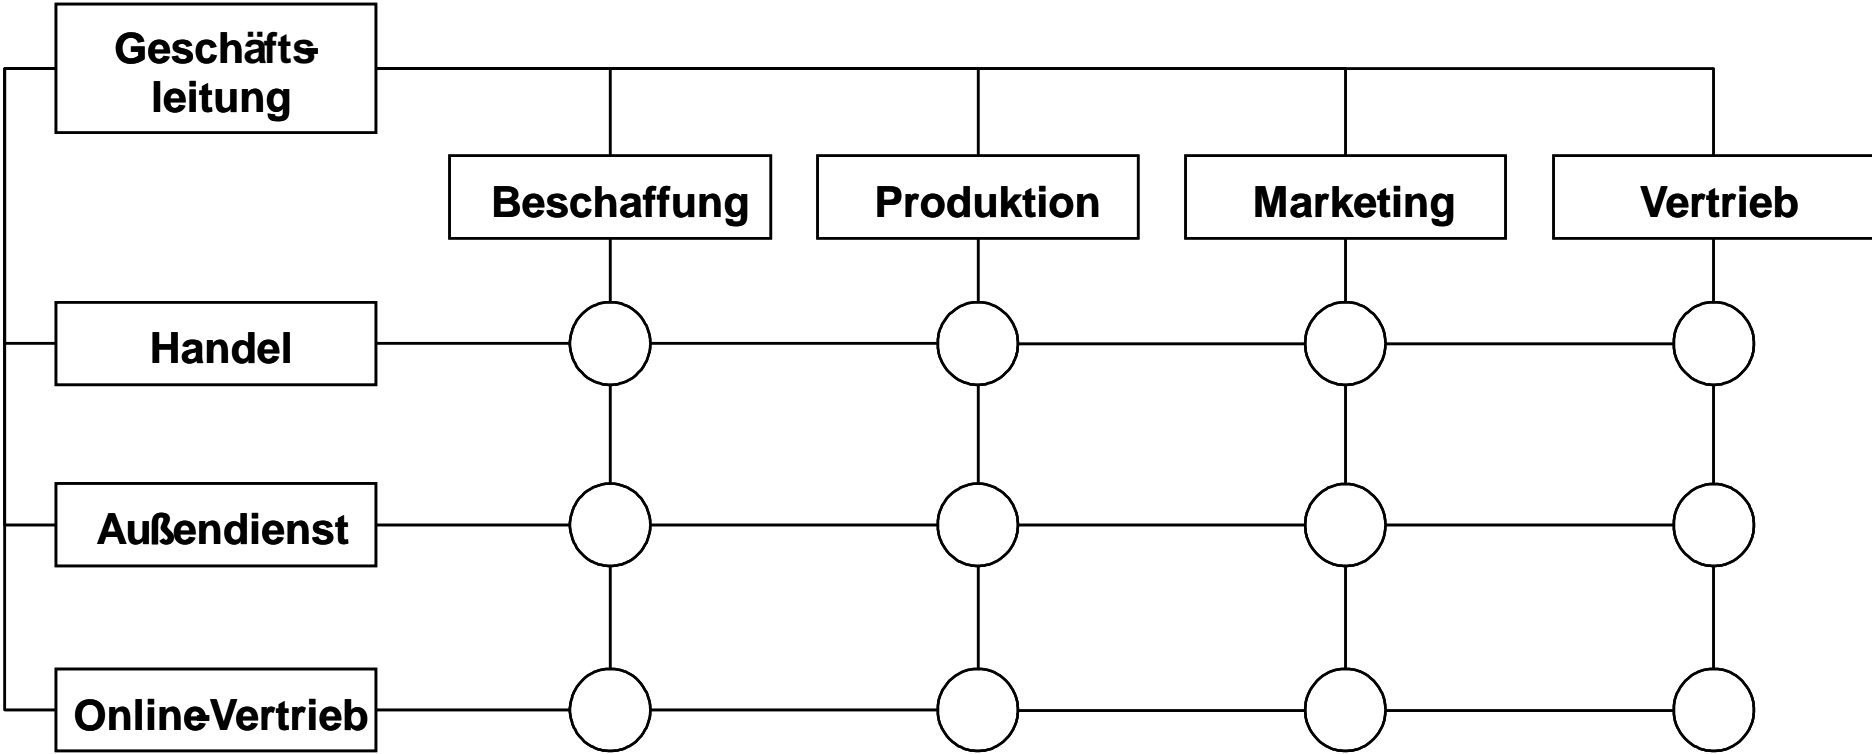 Geschäfts-
leitung
Beschaffung
Produktion
Marketing
Vertrieb
Handel
Außendienst
Online-Vertrieb